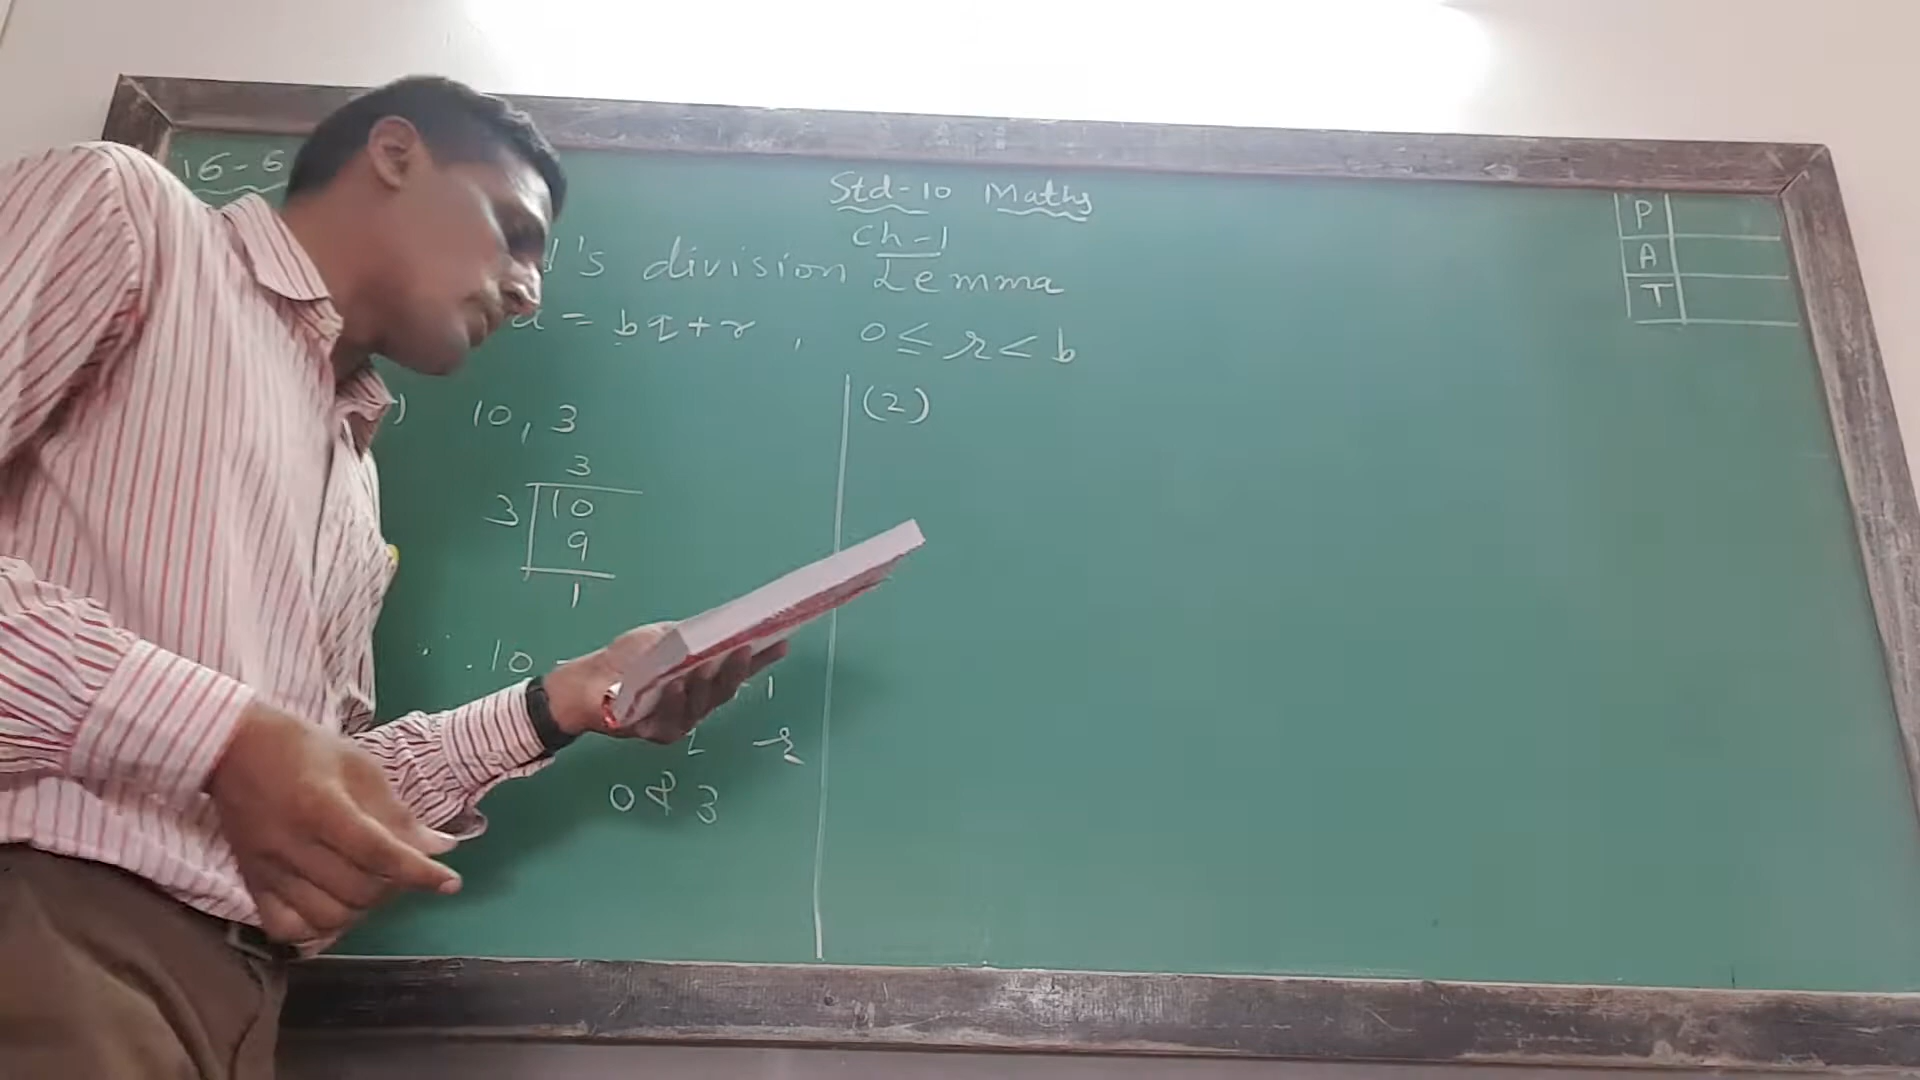 16-6
Std-10 Maths
Ch-1
d's division Lemma
a = bq + r , 0 ≤ r < b
) 10, 3
3
3 10
9
1
∴ 10 =
1
r
0 3
(2)
P
A
T